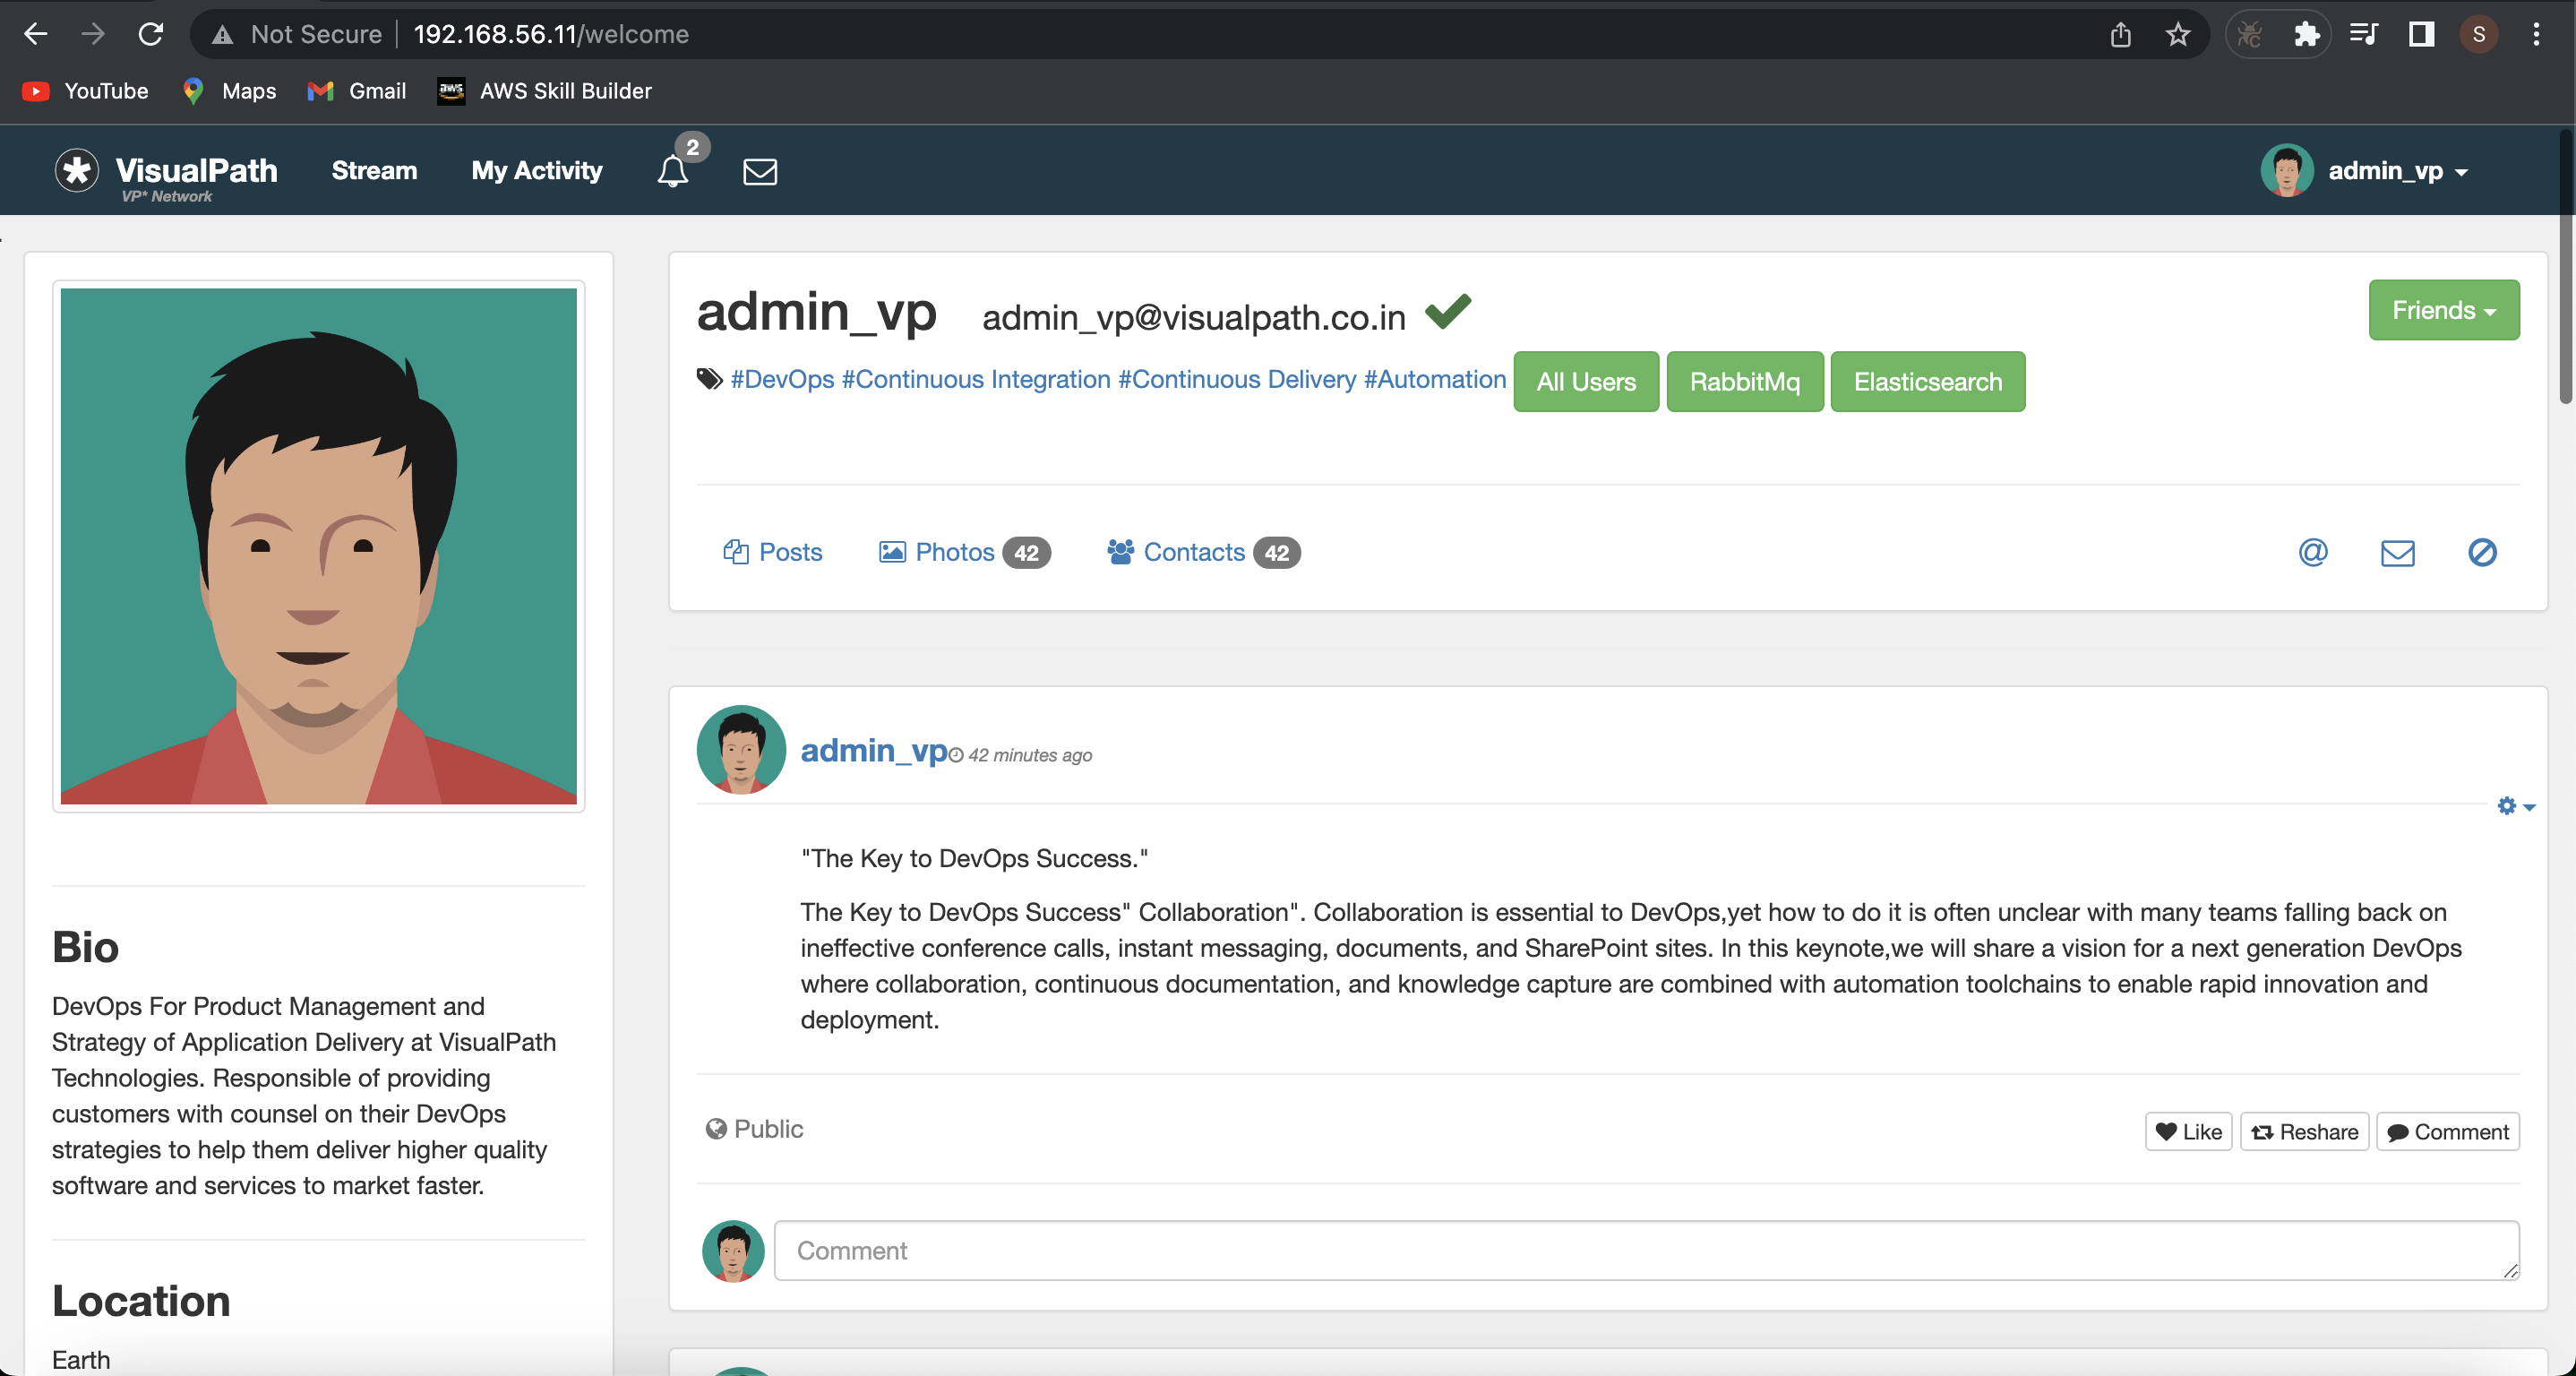 Not Secure 192.168.56.11/welcome
S
YouTube Maps Gmail aws AWS Skill Builder
VisualPath Stream My Activity 2 admin_vp
VP* Network
admin_vp admin_vp@visualpath.co.in Friends
#DevOps #Continuous Integration #Continuous Delivery #Automation All Users RabbitMq Elasticsearch
Posts Photos 42 Contacts 42 @
Bio
DevOps For Product Management and
Strategy of Application Delivery at VisualPath
Technologies. Responsible of providing
customers with counsel on their DevOps
strategies to help them deliver higher quality
software and services to market faster.
Location
Earth
admin_vp 42 minutes ago
"The Key to DevOps Success."
The Key to DevOps Success" Collaboration". Collaboration is essential to DevOps,yet how to do it is often unclear with many teams falling back on
ineffective conference calls, instant messaging, documents, and SharePoint sites. In this keynote,we will share a vision for a next generation DevOps
where collaboration, continuous documentation, and knowledge capture are combined with automation toolchains to enable rapid innovation and
deployment.
Public Like Reshare Comment
Comment